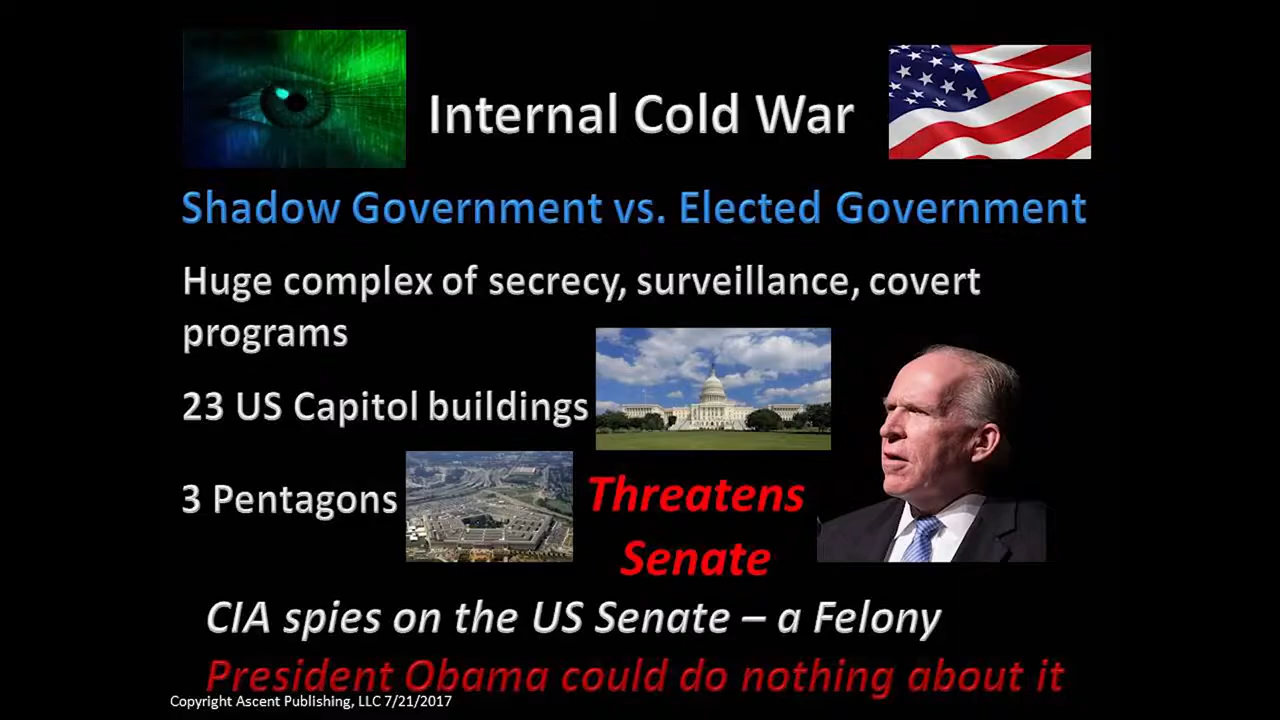 Internal Cold War
Shadow Government vs. Elected Government
Huge complex of secrecy, surveillance, covert
programs
23 US Capitol buildings
3 Pentagons
Threatens
Senate
CIA spies on the US Senate – a Felony
President Obama could do nothing about it
Copyright Ascent Publishing, LLC 7/21/2017